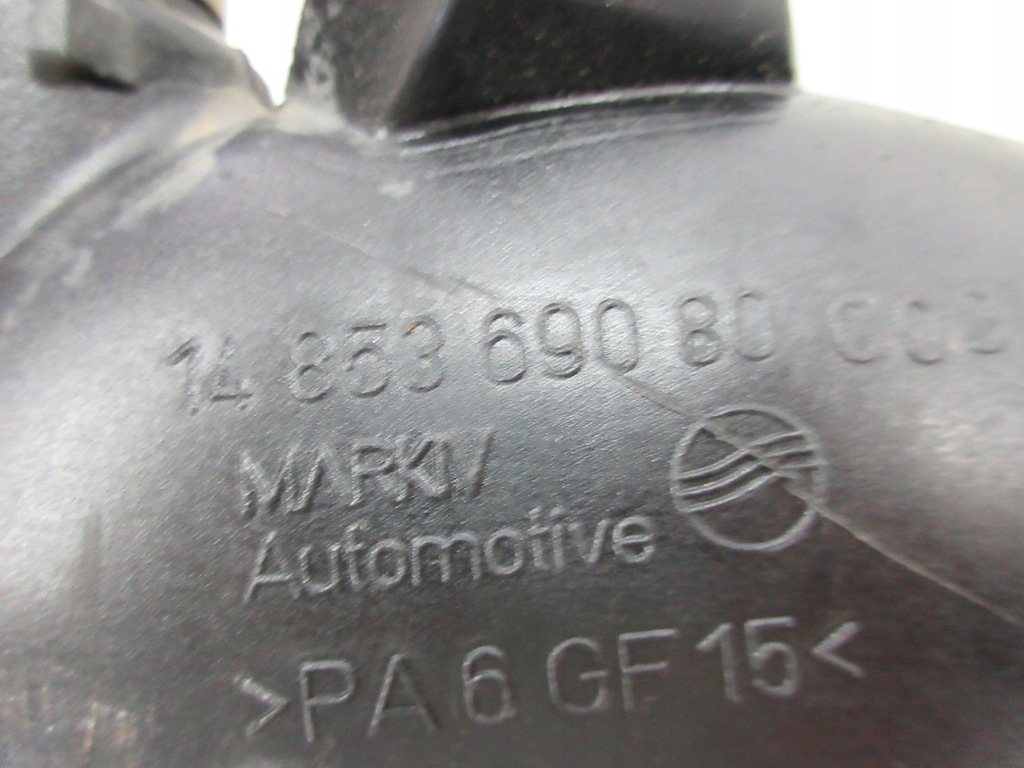 14 853 690 80
MARKIV
Automotive
>PA 6 GF 15<